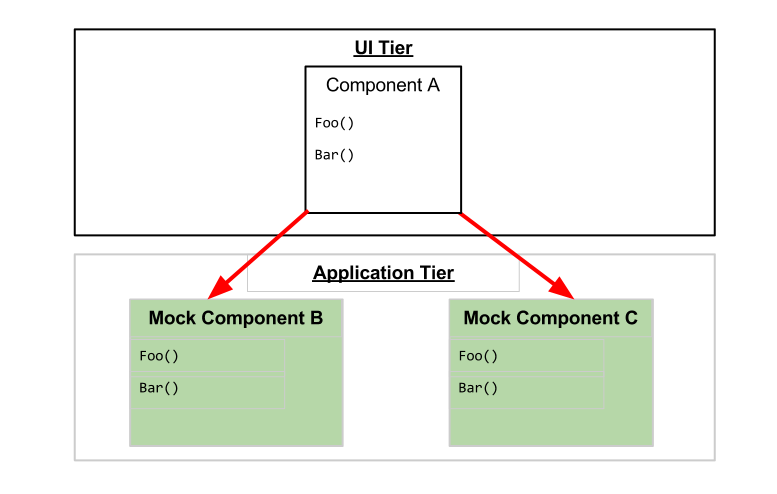 UI Tier
Component A
Foo()
Bar()
Application Tier
Mock Component B
Foo()
Bar()
Mock Component C
Foo()
Bar()